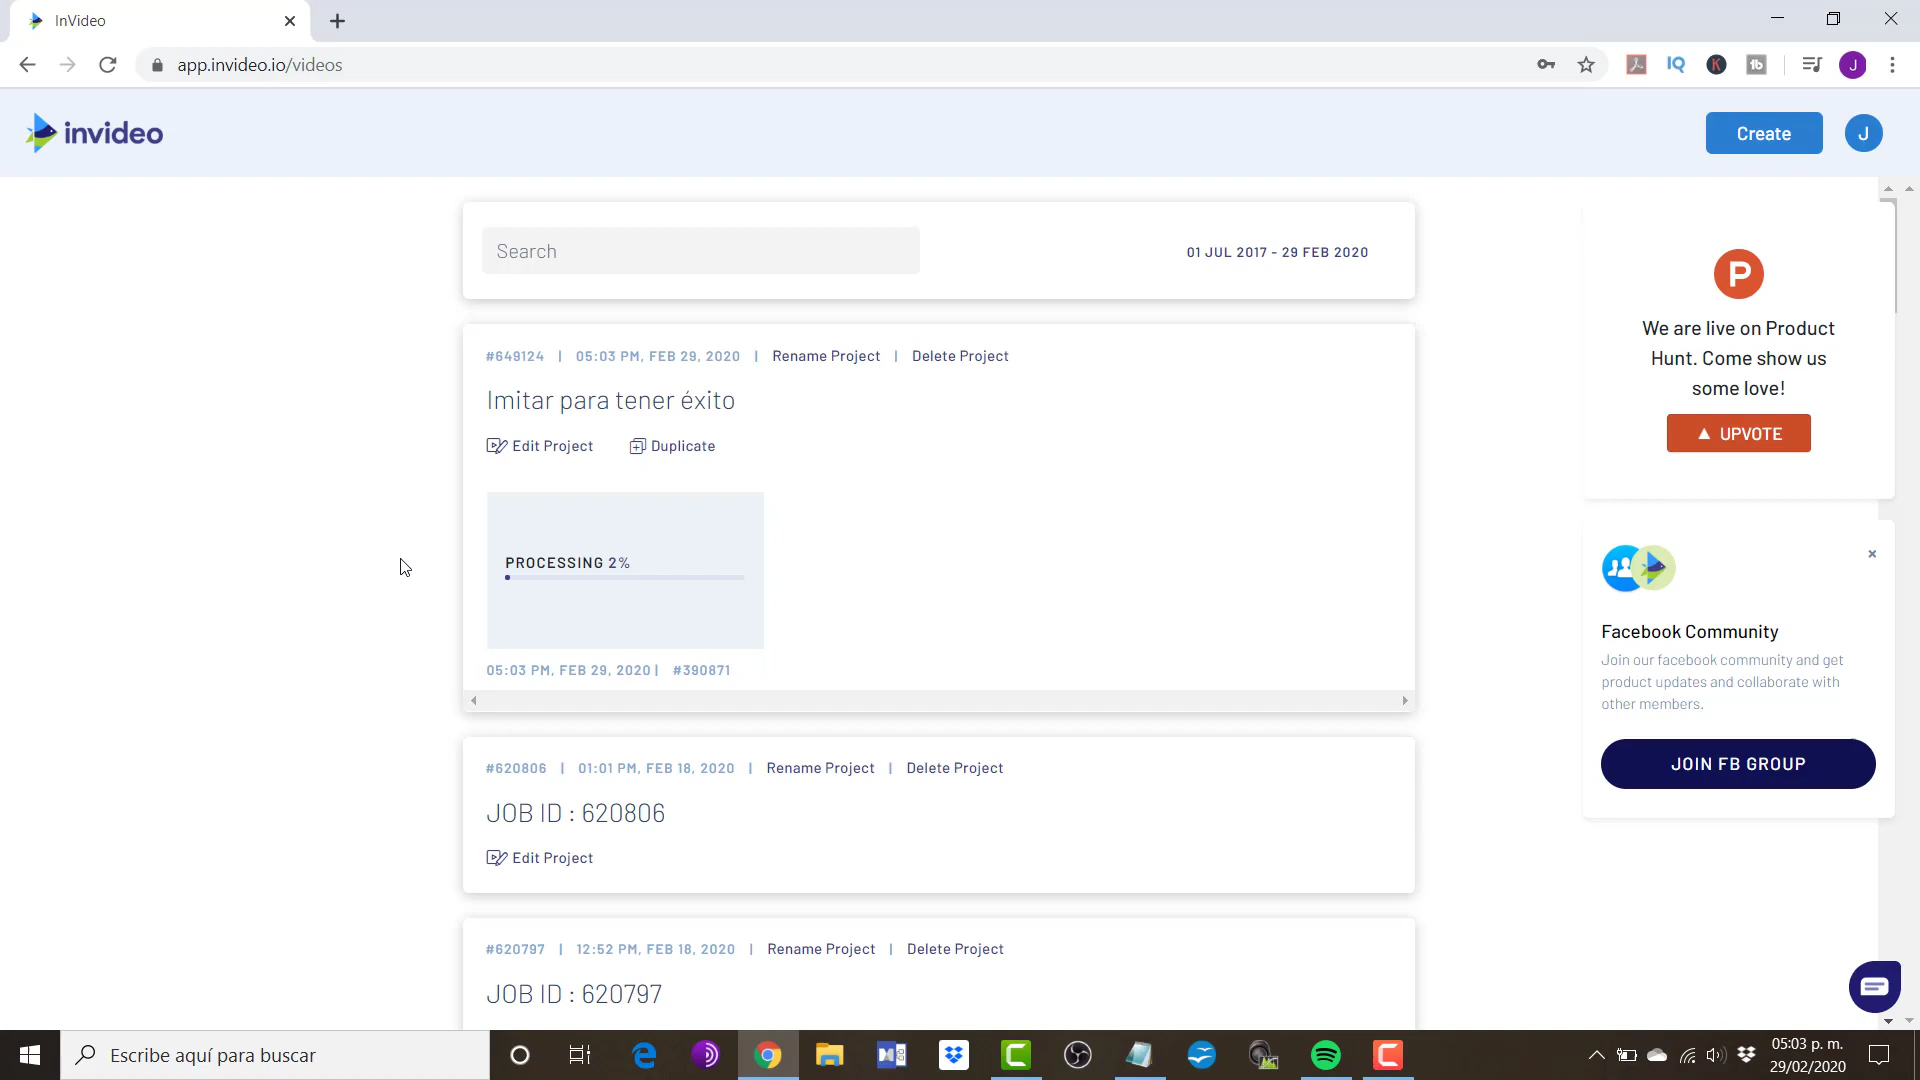 InVideo
app.invideo.io/videos
IQ
K
tb
J
invideo
Create
J
Search
01 JUL 2017 - 29 FEB 2020
#649124 | 05:03 PM, FEB 29, 2020 | Rename Project | Delete Project
Imitar para tener éxito
Edit Project
Duplicate
PROCESSING 2%
05:03 PM, FEB 29, 2020 | #390871
#620806 | 01:01 PM, FEB 18, 2020 | Rename Project | Delete Project
JOB ID : 620806
Edit Project
#620797 | 12:52 PM, FEB 18, 2020 | Rename Project | Delete Project
JOB ID : 620797
P
We are live on Product
Hunt. Come show us
some love!
▲ UPVOTE
Facebook Community
Join our facebook community and get
product updates and collaborate with
other members.
JOIN FB GROUP
Escribe aquí para buscar
05:03 p. m.
29/02/2020